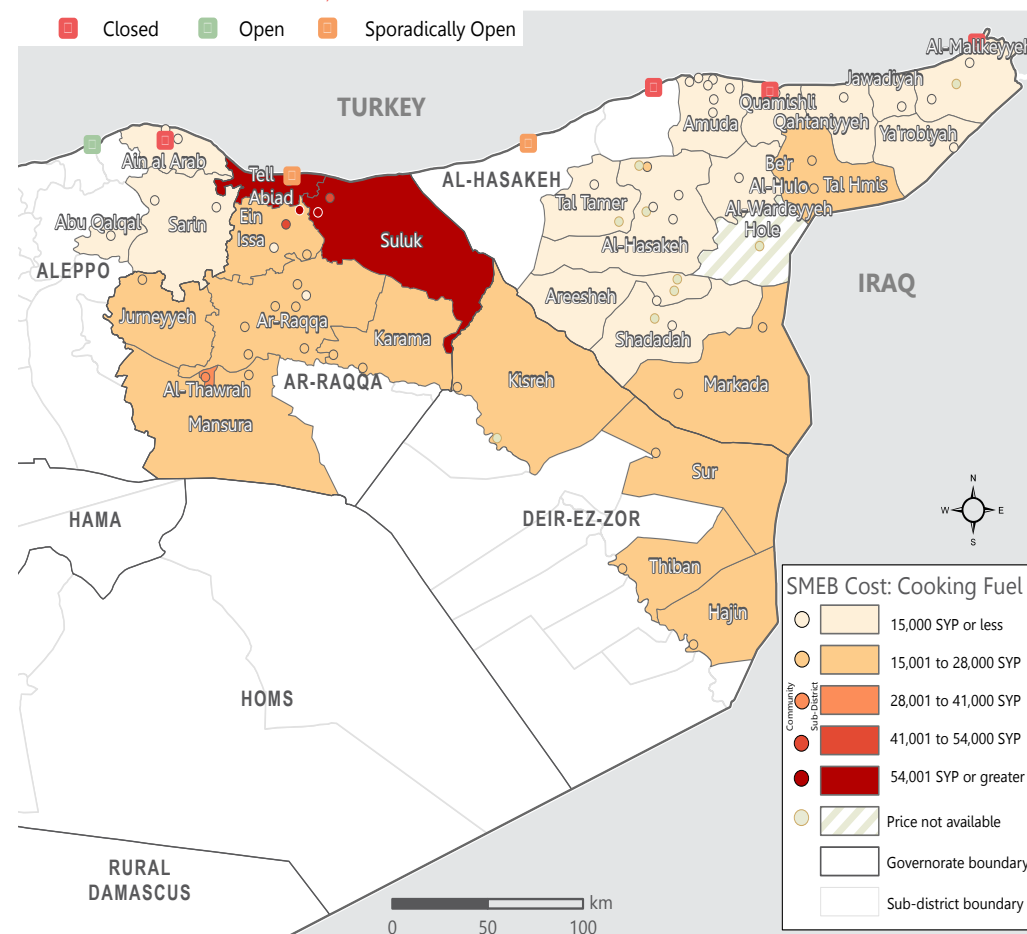 Closed
Open
Sporadically Open
TURKEY
Al-Malikeyyeh
Jawadiyah
Quamishli
Qahtaniyyeh
Amuda
Ya'robiyah
Ain al Arab
Tell
Abiad
AL-HASAKEH
Be'r
Al-Hulo
Al-Wardeyyeh
Tal Hmis
Tal Tamer
Abu Qalqal
Sarin
Ein
Issa
Suluk
Hole
Al-Hasakeh
ALEPPO
IRAQ
Areesheh
Jurneyyeh
Ar-Raqqa
Karama
Shadadah
AR-RAQQA
Kisreh
Markada
Al-Thawrah
Mansura
Sur
HAMA
DEIR-EZ-ZOR
N
W
E
S
Thiban
Hajin
HOMS
RURAL
DAMASCUS
SMEB Cost: Cooking Fuel
Community
Sub-District
15,000 SYP or less
15,001 to 28,000 SYP
28,001 to 41,000 SYP
41,001 to 54,000 SYP
54,001 SYP or greater
Price not available
Governorate boundary
Sub-district boundary
km
0
50
100